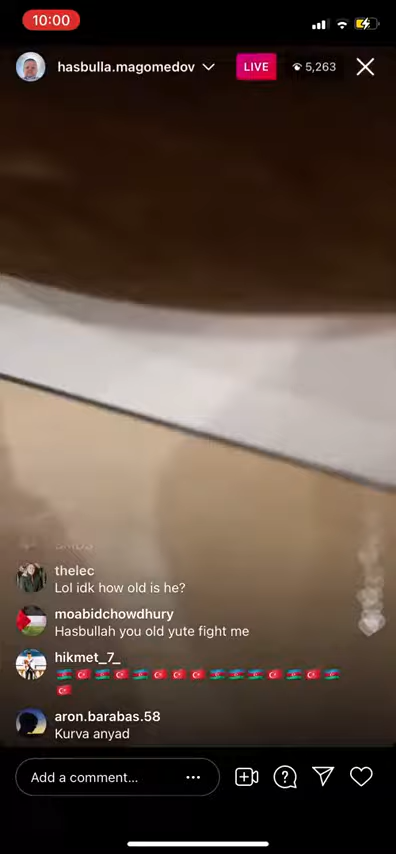 10:00
hasbulla.magomedov LIVE 5,263
thelec
Lol idk how old is he?
moabidchowdhury
Hasbullah you old yute fight me
hikmet_7_
🇦🇿🇹🇷🇦🇿🇹🇷🇦🇿🇹🇷🇹🇷🇹🇷🇦🇿🇦🇿🇦🇿🇹🇷🇦🇿🇹🇷🇦🇿
🇹🇷
aron.barabas.58
Kurva anyad
Add a comment...